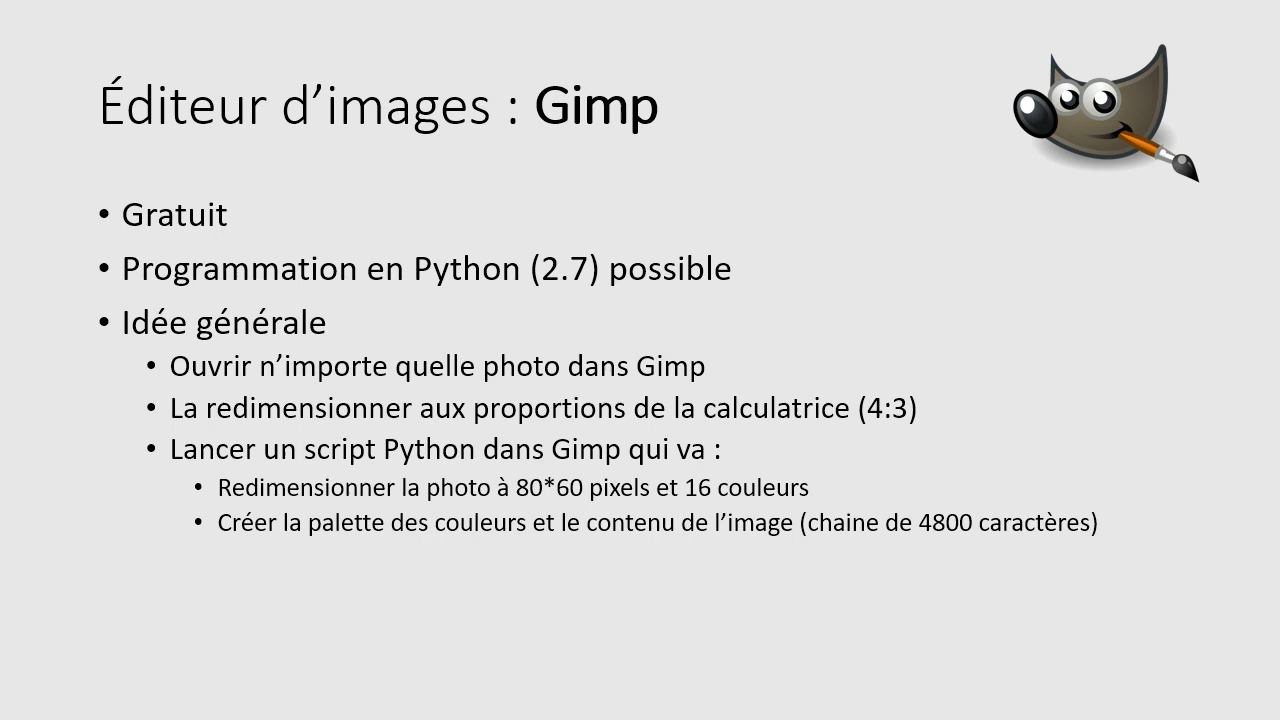 Éditeur d’images : Gimp
• Gratuit
• Programmation en Python (2.7) possible
• Idée générale
• Ouvrir n’importe quelle photo dans Gimp
• La redimensionner aux proportions de la calculatrice (4:3)
• Lancer un script Python dans Gimp qui va :
• Redimensionner la photo à 80*60 pixels et 16 couleurs
• Créer la palette des couleurs et le contenu de l’image (chaine de 4800 caractères)